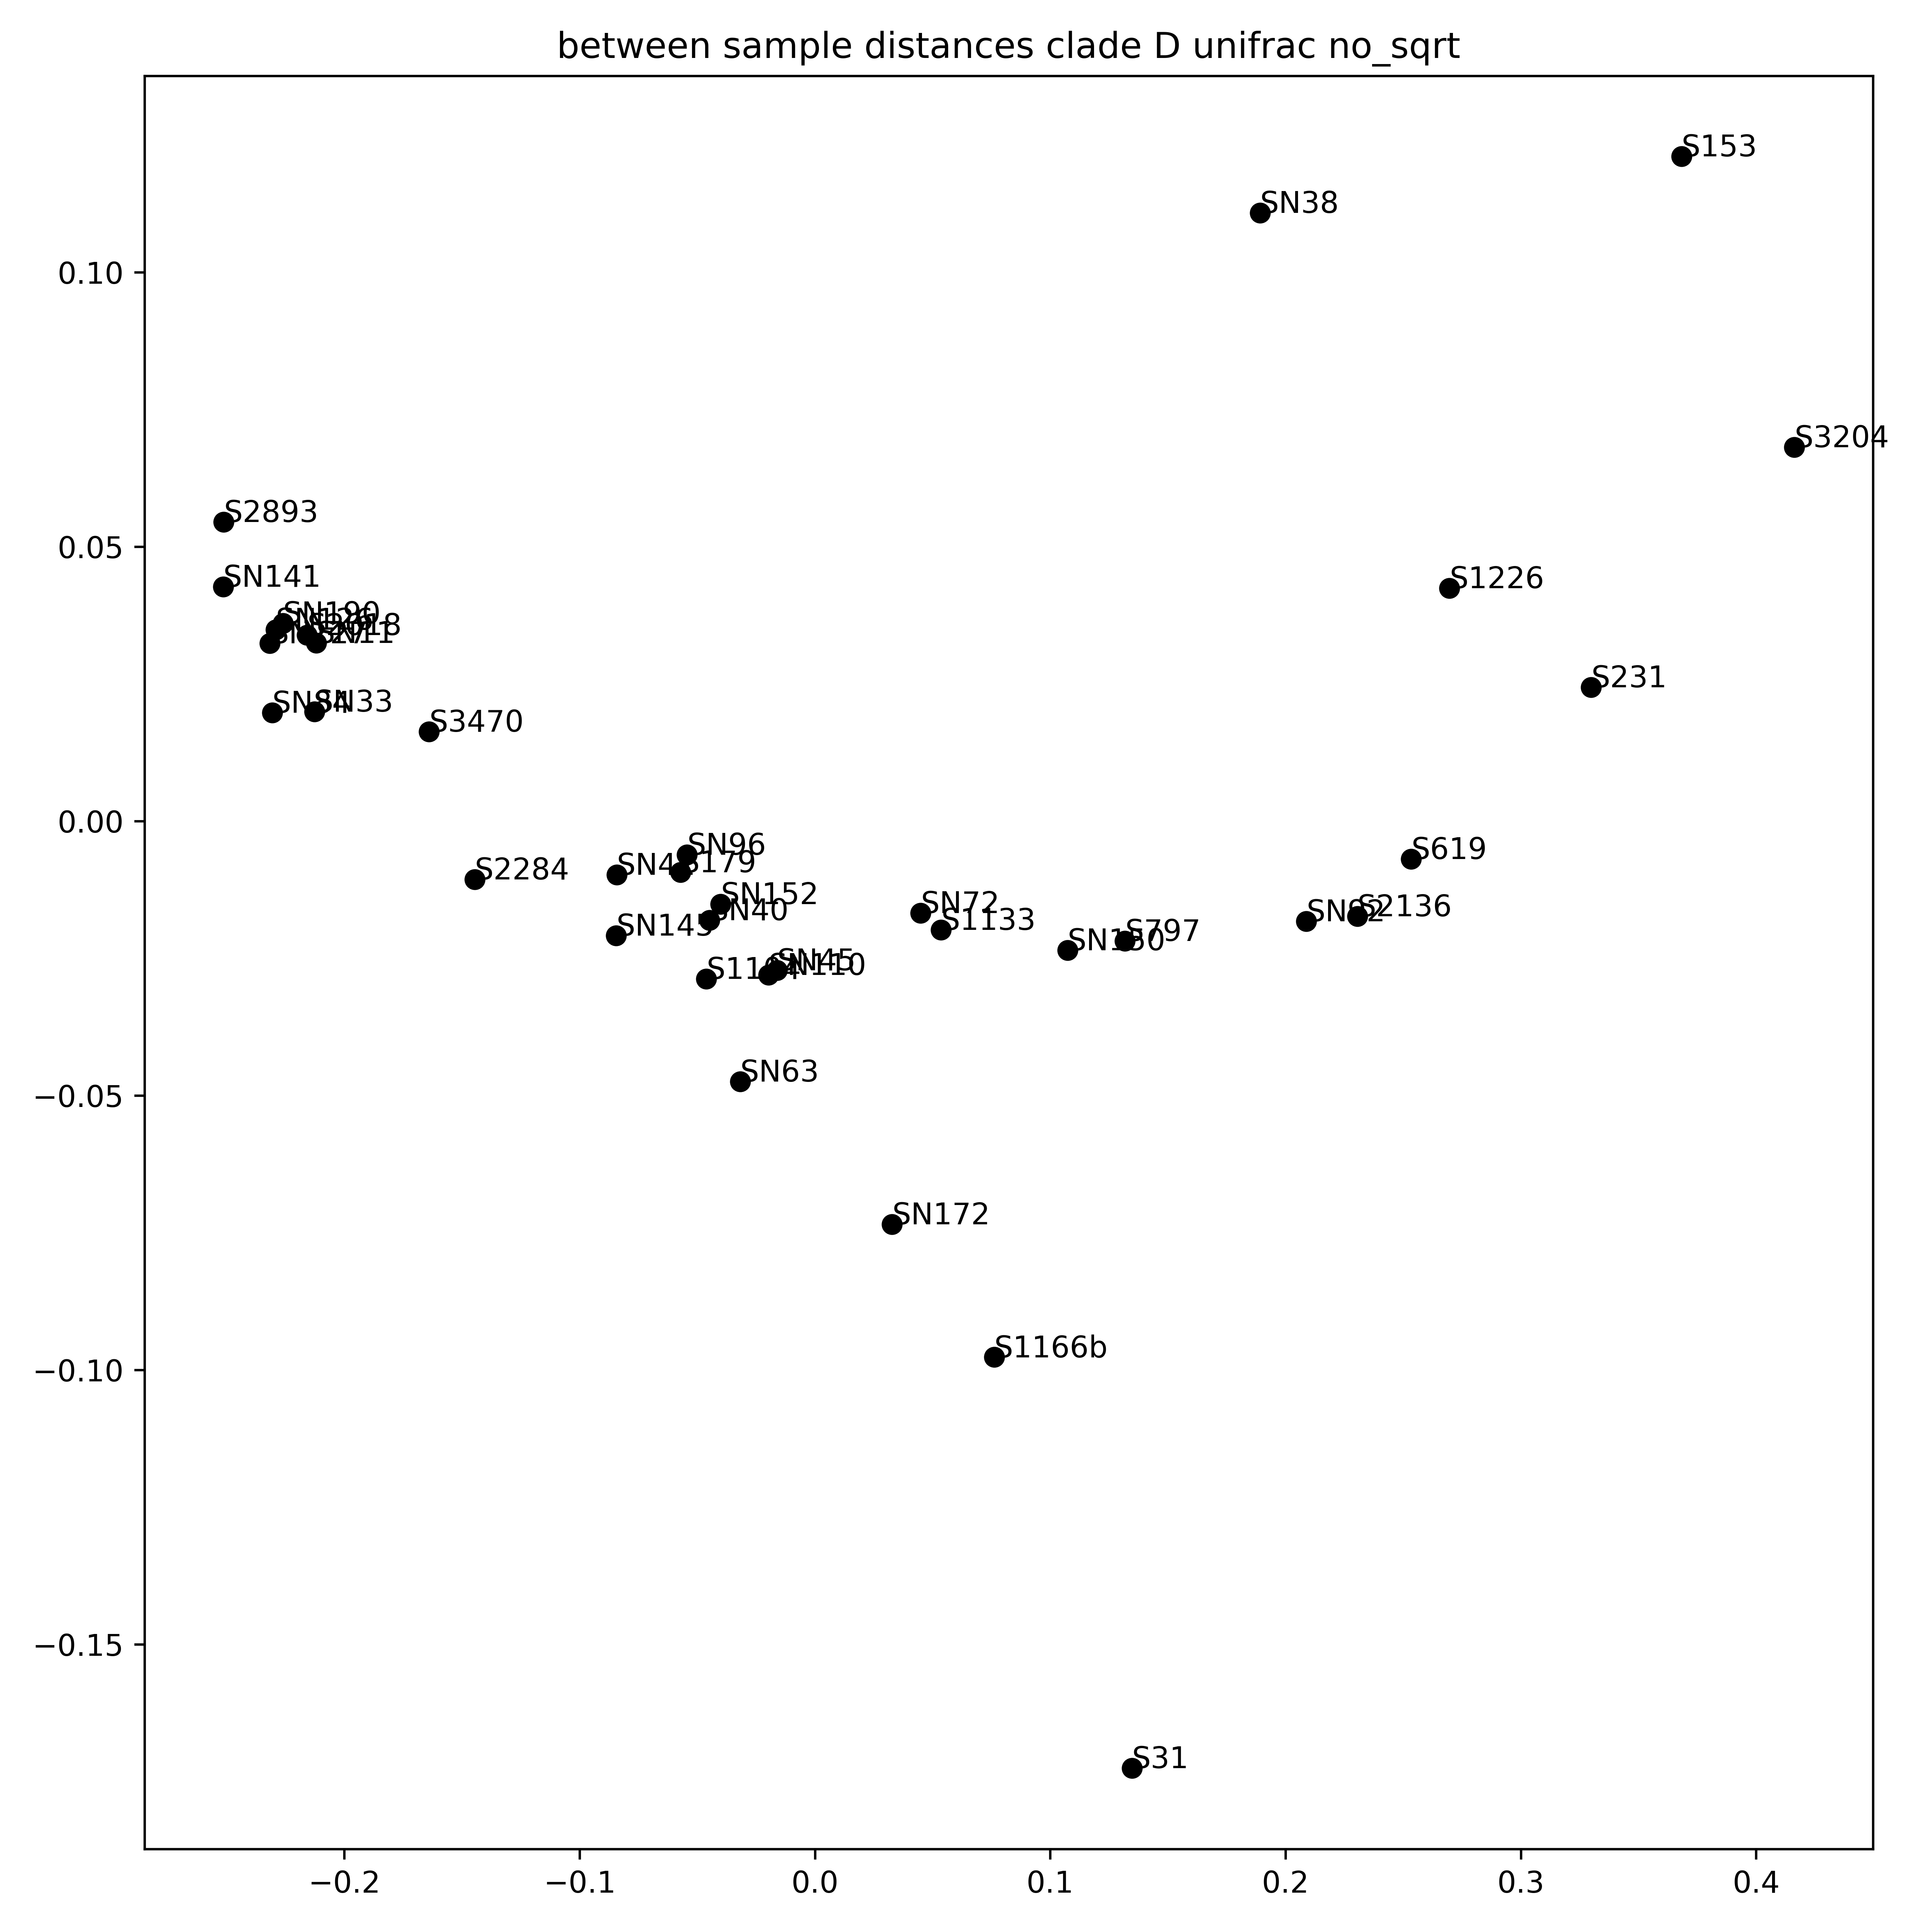 between sample distances clade D unifrac no_sqrt
S153
SN38
0.10
S3204
S2893
0.05
SN141
S1226
SN190
SN33
S231
S3470
0.00
SN96
S619
S179
S2284
SN152
SN40
SN72
S2136
S1133
SN145
S797
SN150
SN45
SN110
SN63
−0.05
SN172
S1166b
−0.10
−0.15
S31
−0.2
−0.1
0.0
0.1
0.2
0.3
0.4